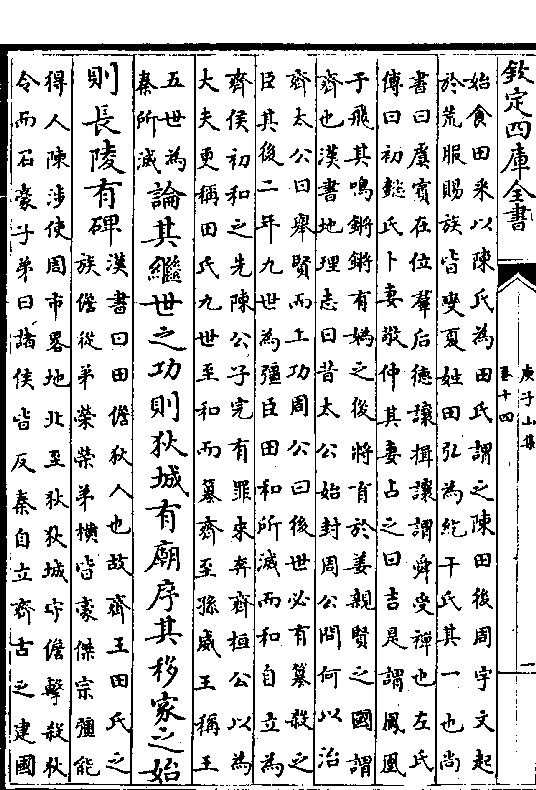 欽定四庫全書
庾子山集
卷十四
二
始食田采以陳氏為田氏謂之陳田後周宇文起
於荒服賜族皆變夏姓田弘為紇干氏其一也尚
書曰虞賓在位羣后德讓揖讓謂舜受禪也左氏
傳曰初懿氏卜妻敬仲其妻占之曰吉是謂鳳凰
于飛其鳴鏘鏘有媯之後將育於姜親賢之國謂
齊也漢書地理志曰昔太公始封周公問何以治
齊太公曰舉賢而上功周公曰後世必有簒殺之
臣其後二年九世為彊臣田和所滅而和自立為
齊侯初和之先陳公子完有罪來奔齊桓公以為
大夫更稱田氏九世至和而簒齊至孫威王稱王
五世為
秦所滅
論其繼世之功則狄城有廟序其移家之始
則長陵有碑
漢書曰田儋狄人也故齊王田氏之
族儋從弟榮榮弟橫皆豪傑宗彊能
得人陳涉使周市畧地北至狄狄城守儋擊殺狄
令而石豪子弟曰諸侯皆反秦自立齊古之建國